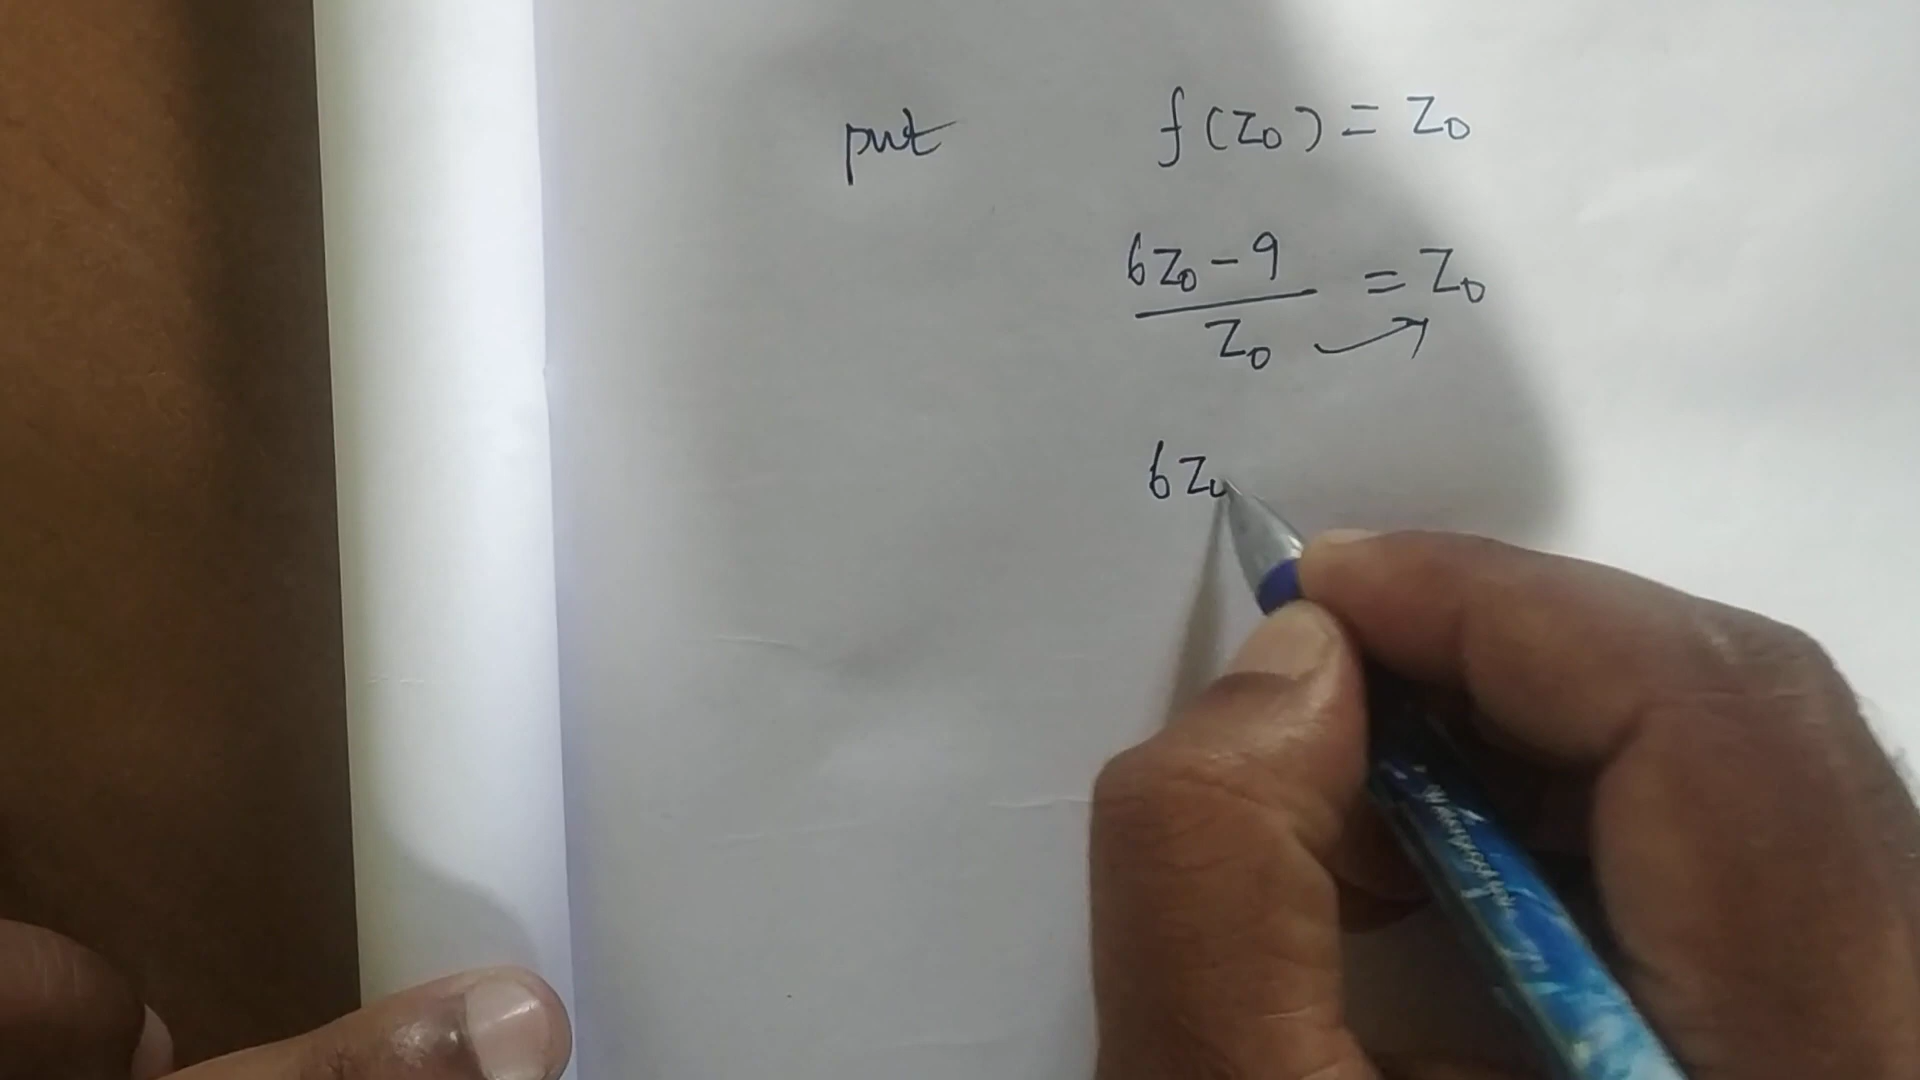 put f(z₀) = z₀
6z₀ - 9 / z₀ = z₀
6z₀